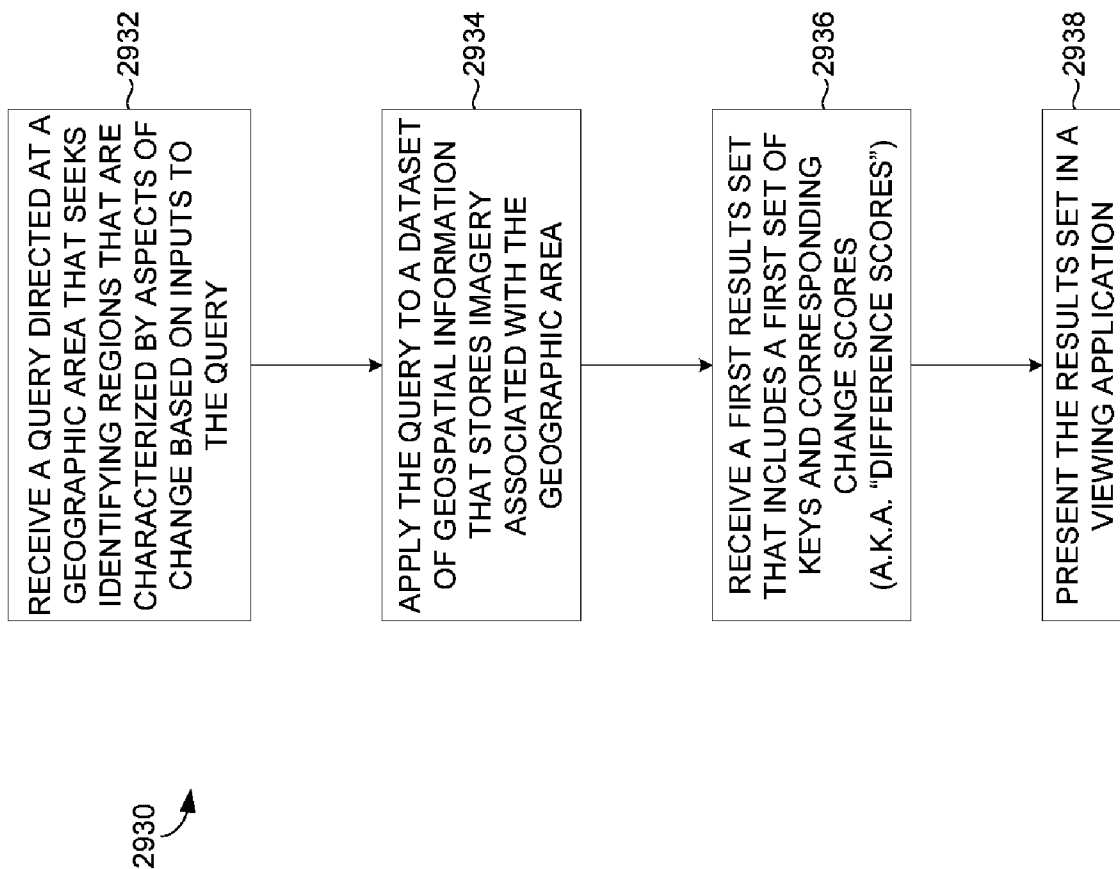 2930
RECEIVE A QUERY DIRECTED AT A
GEOGRAPHIC AREA THAT SEEKS
IDENTIFYING REGIONS THAT ARE
CHARACTERIZED BY ASPECTS OF
CHANGE BASED ON INPUTS TO
THE QUERY
2932
APPLY THE QUERY TO A DATASET
OF GEOSPATIAL INFORMATION
THAT STORES IMAGERY
ASSOCIATED WITH THE
GEOGRAPHIC AREA
2934
RECEIVE A FIRST RESULTS SET
THAT INCLUDES A FIRST SET OF
KEYS AND CORRESPONDING
CHANGE SCORES
(A.K.A. “DIFFERENCE SCORES”)
2936
PRESENT THE RESULTS SET IN A
VIEWING APPLICATION
2938